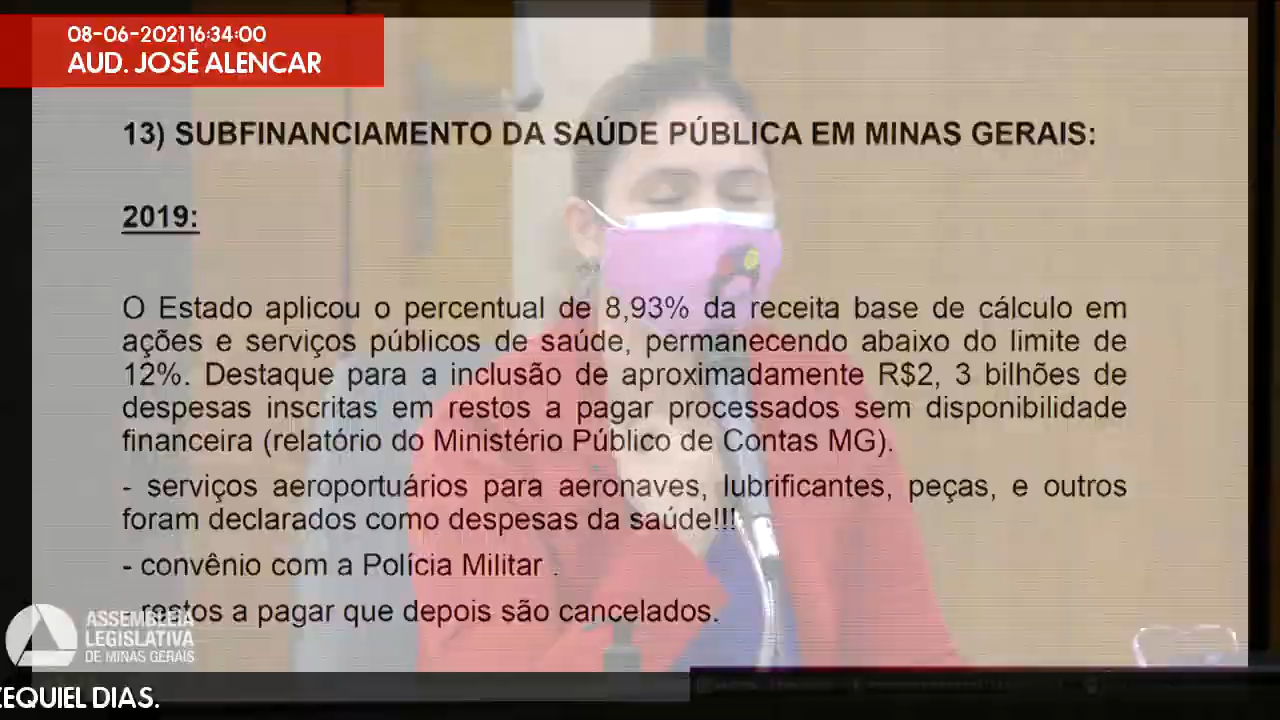 08-06-2021 16:34:00
AUD. JOSÉ ALENCAR
13) SUBFINANCIAMENTO DA SAÚDE PÚBLICA EM MINAS GERAIS:
2019:
O Estado aplicou o percentual de 8,93% da receita base de cálculo em
ações e serviços públicos de saúde, permanecendo abaixo do limite de
12%. Destaque para a inclusão de aproximadamente R$2, 3 bilhões de
despesas inscritas em restos a pagar processados sem disponibilidade
financeira (relatório do Ministério Público de Contas MG).
- serviços aeroportuários para aeronaves, lubrificantes, peças, e outros
foram declarados como despesas da saúde!!!
- convênio com a Polícia Militar .
- restos a pagar que depois são cancelados.
ASSEMBLEIA
LEGISLATIVA
DE MINAS GERAIS
EZEQUIEL DIAS.